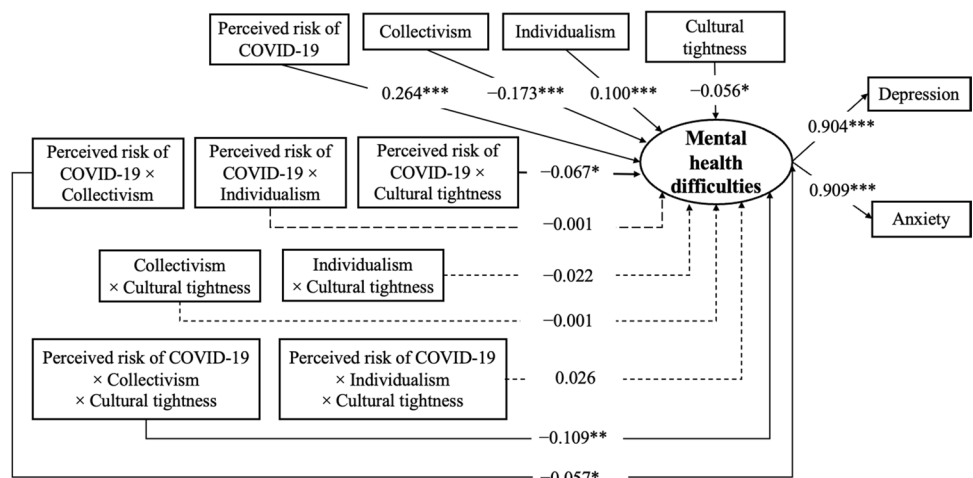 Perceived risk of
COVID-19
Collectivism
Individualism
Cultural
tightness
0.264***
−0.173***
0.100***
−0.056*
Depression
0.904***
Mental
health
difficulties
0.909***
Anxiety
Perceived risk of
COVID-19 ×
Collectivism
Perceived risk of
COVID-19 ×
Individualism
Perceived risk of
COVID-19 ×
Cultural tightness
−0.067*
−0.001
Collectivism
× Cultural tightness
Individualism
× Cultural tightness
−0.022
−0.001
Perceived risk of COVID-19
× Collectivism
× Cultural tightness
Perceived risk of COVID-19
× Individualism
× Cultural tightness
0.026
−0.109**
−0.057*